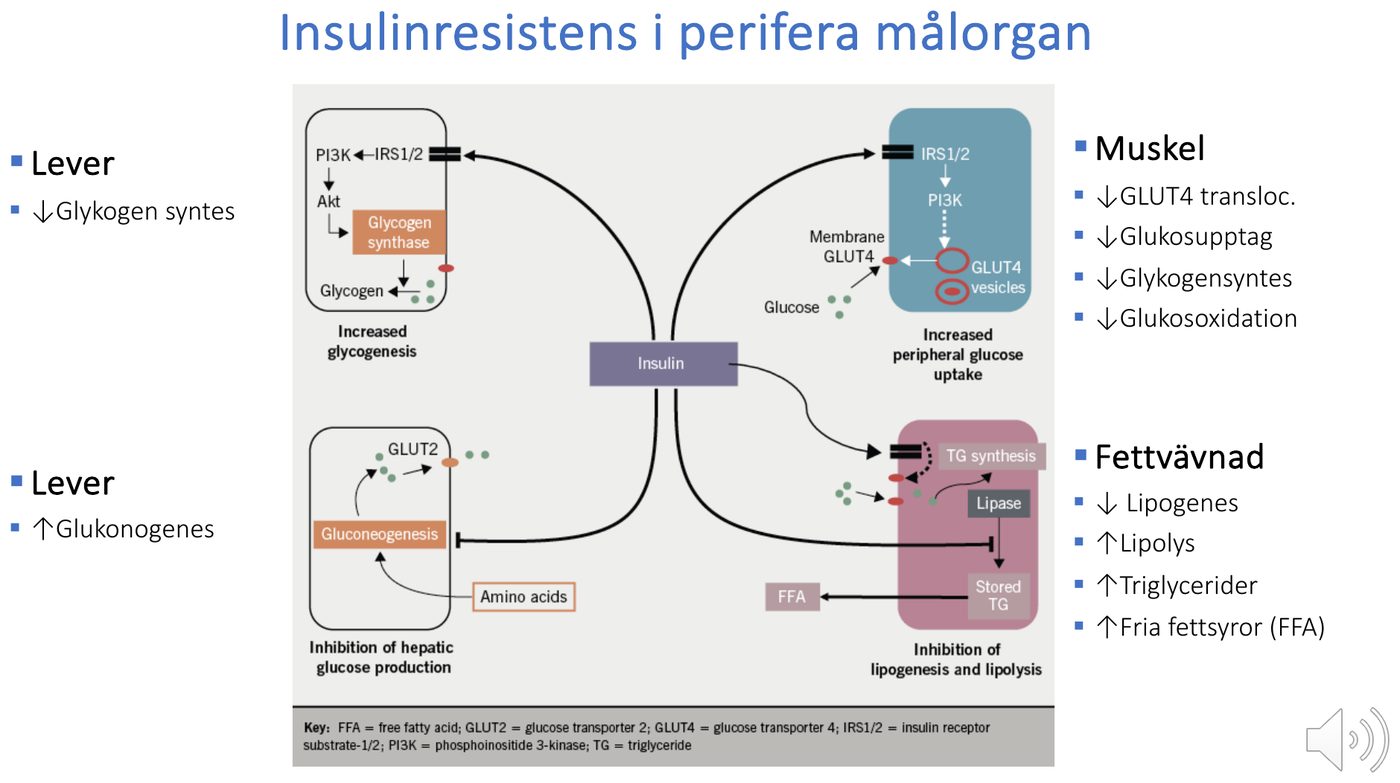 Insulinresistens i perifera målorgan
Lever
↓Glykogen syntes
Lever
↑Glukonogenes
PI3K
IRS1/2
Akt
Glycogen
synthase
Glycogen
Increased
glycogenesis
IRS1/2
PI3K
Membrane
GLUT4
GLUT4
vesicles
Glucose
Increased
peripheral glucose
uptake
Insulin
GLUT2
Gluconeogenesis
Amino acids
Inhibition of hepatic
glucose production
TG synthesis
Lipase
Stored
TG
FFA
Inhibition of
lipogenesis and lipolysis
Key: FFA = free fatty acid; GLUT2 = glucose transporter 2; GLUT4 = glucose transporter 4; IRS1/2 = insulin receptor
substrate-1/2; PI3K = phosphoinositide 3-kinase; TG = triglyceride
Muskel
↓GLUT4 transloc.
↓Glukosupptag
↓Glykogensyntes
↓Glukosoxidation
Fettvävnad
↓ Lipogenes
↑Lipolys
↑Triglycerider
↑Fria fettsyror (FFA)